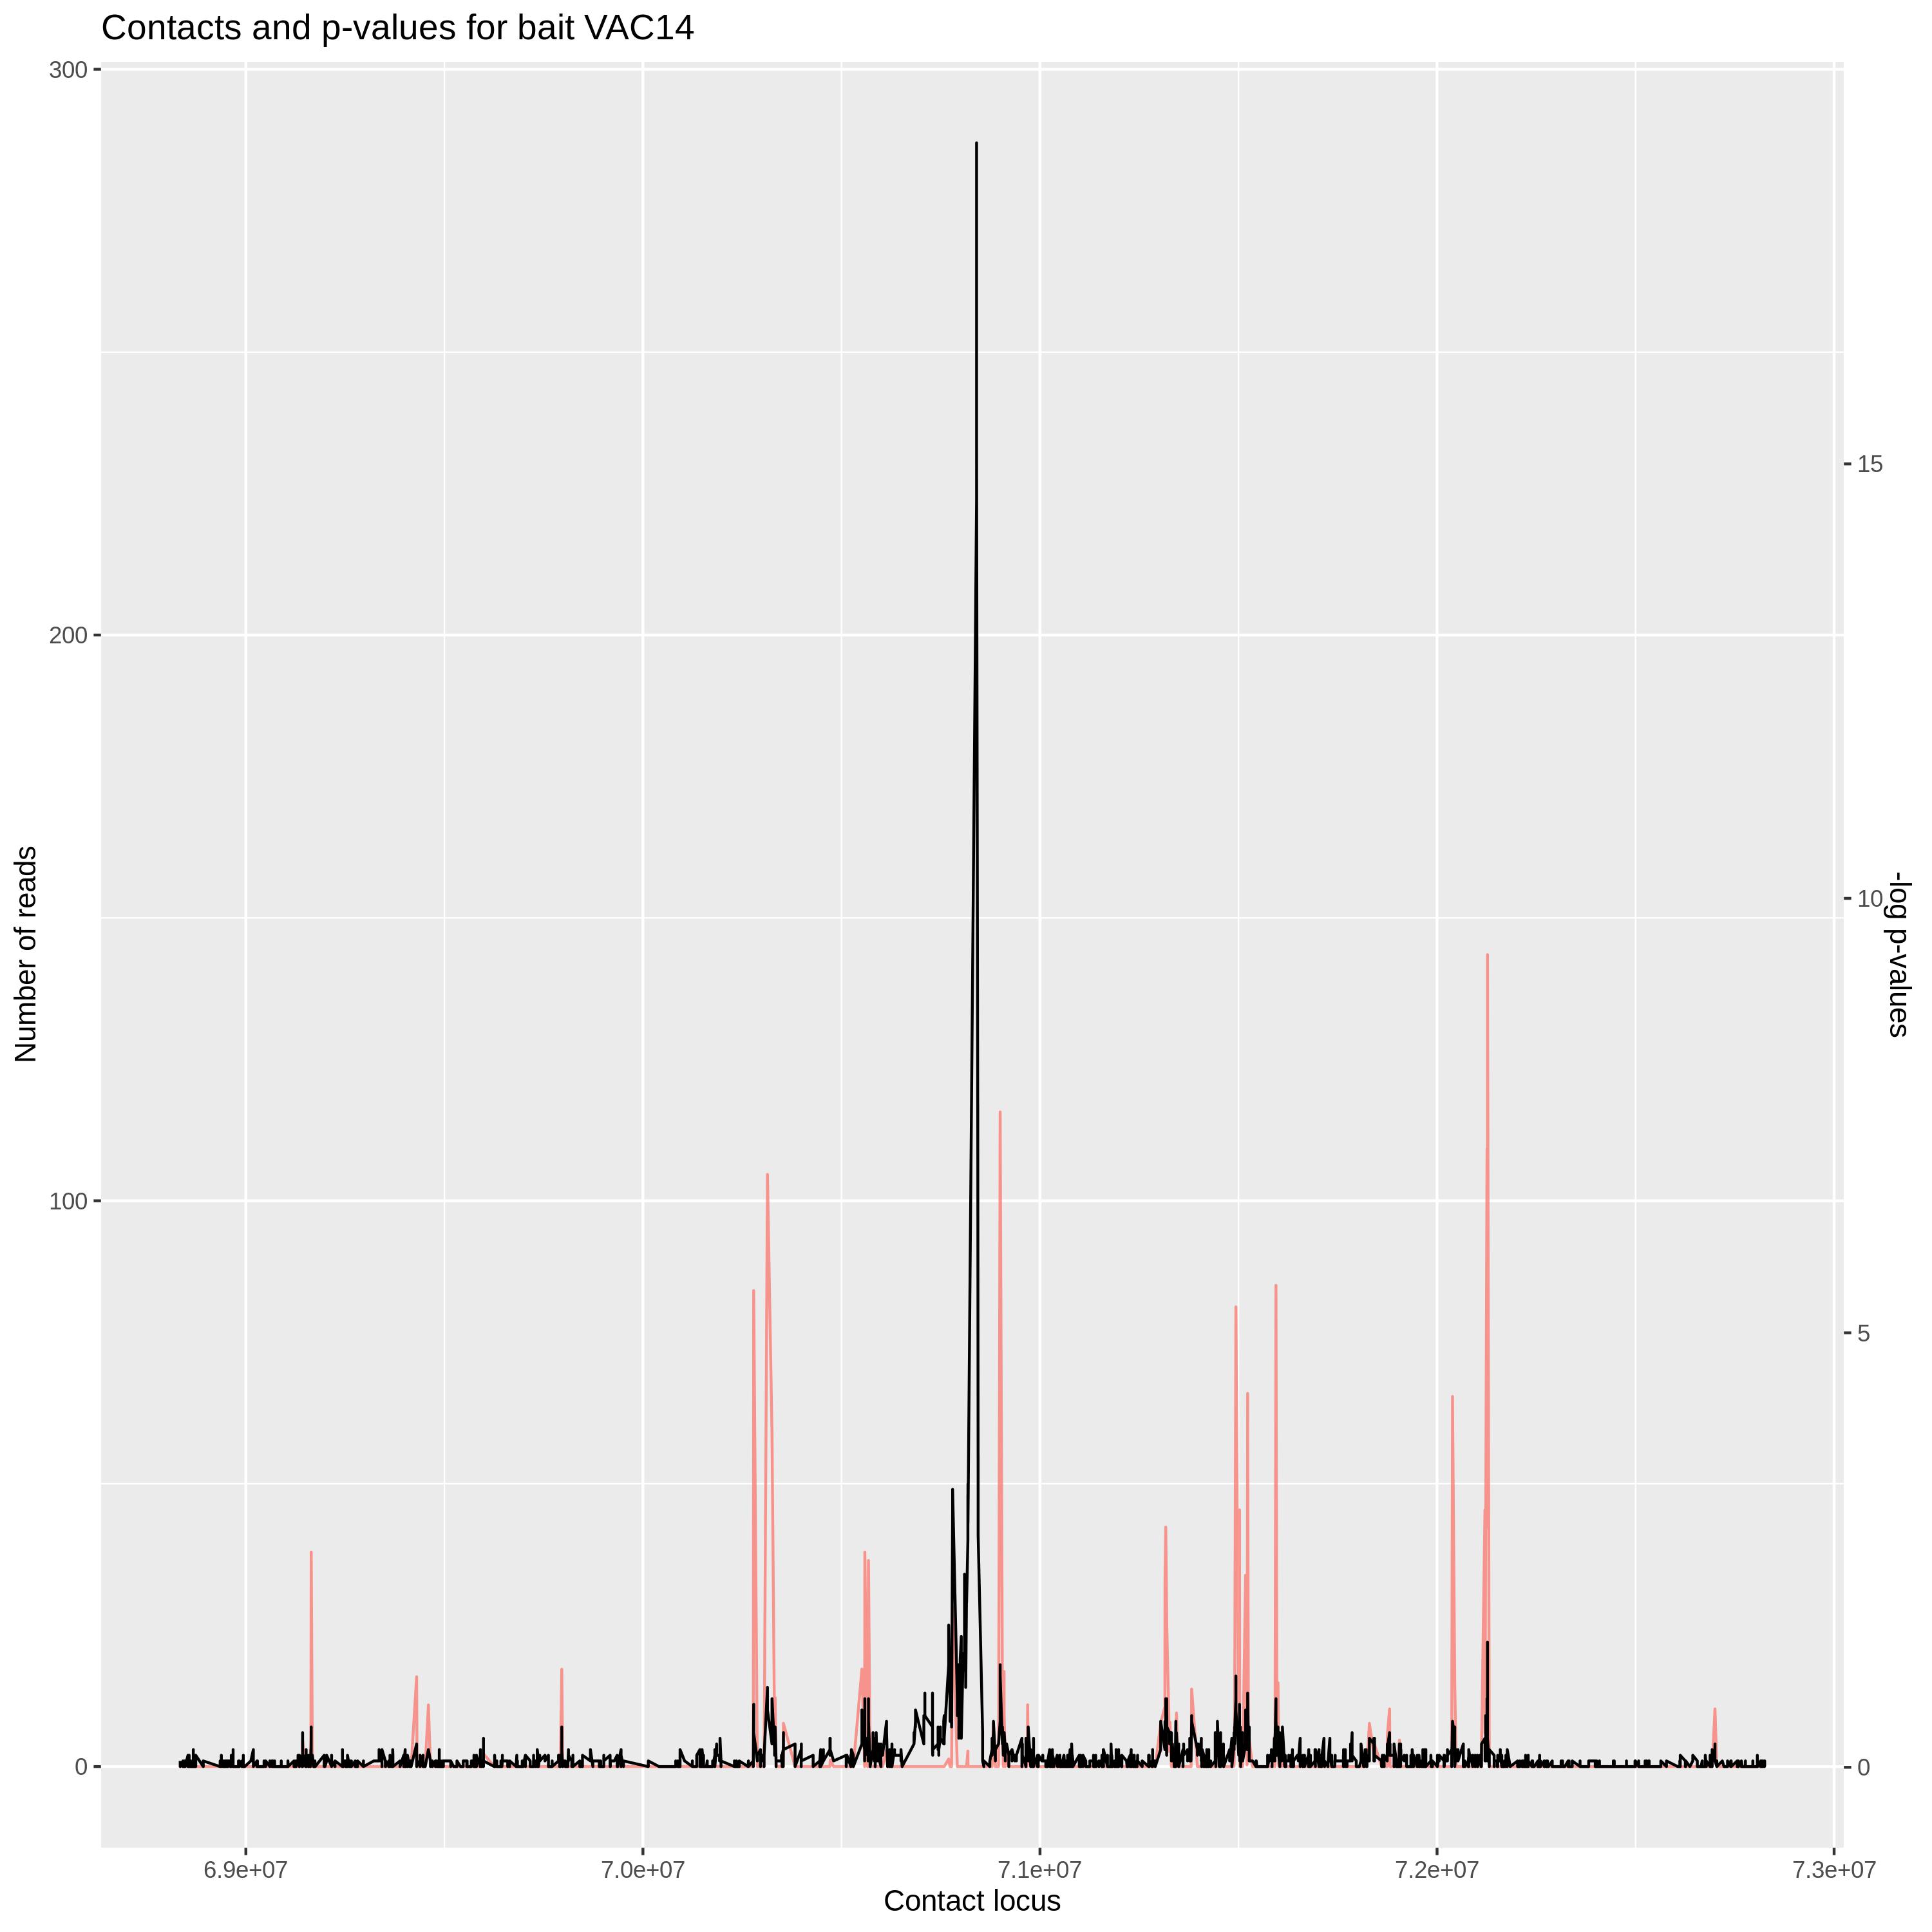 Contacts and p-values for bait VAC14
300
200
100
0
Number of reads
15
10
5
0
-log p-values
6.9e+07
7.0e+07
7.1e+07
7.2e+07
7.3e+07
Contact locus